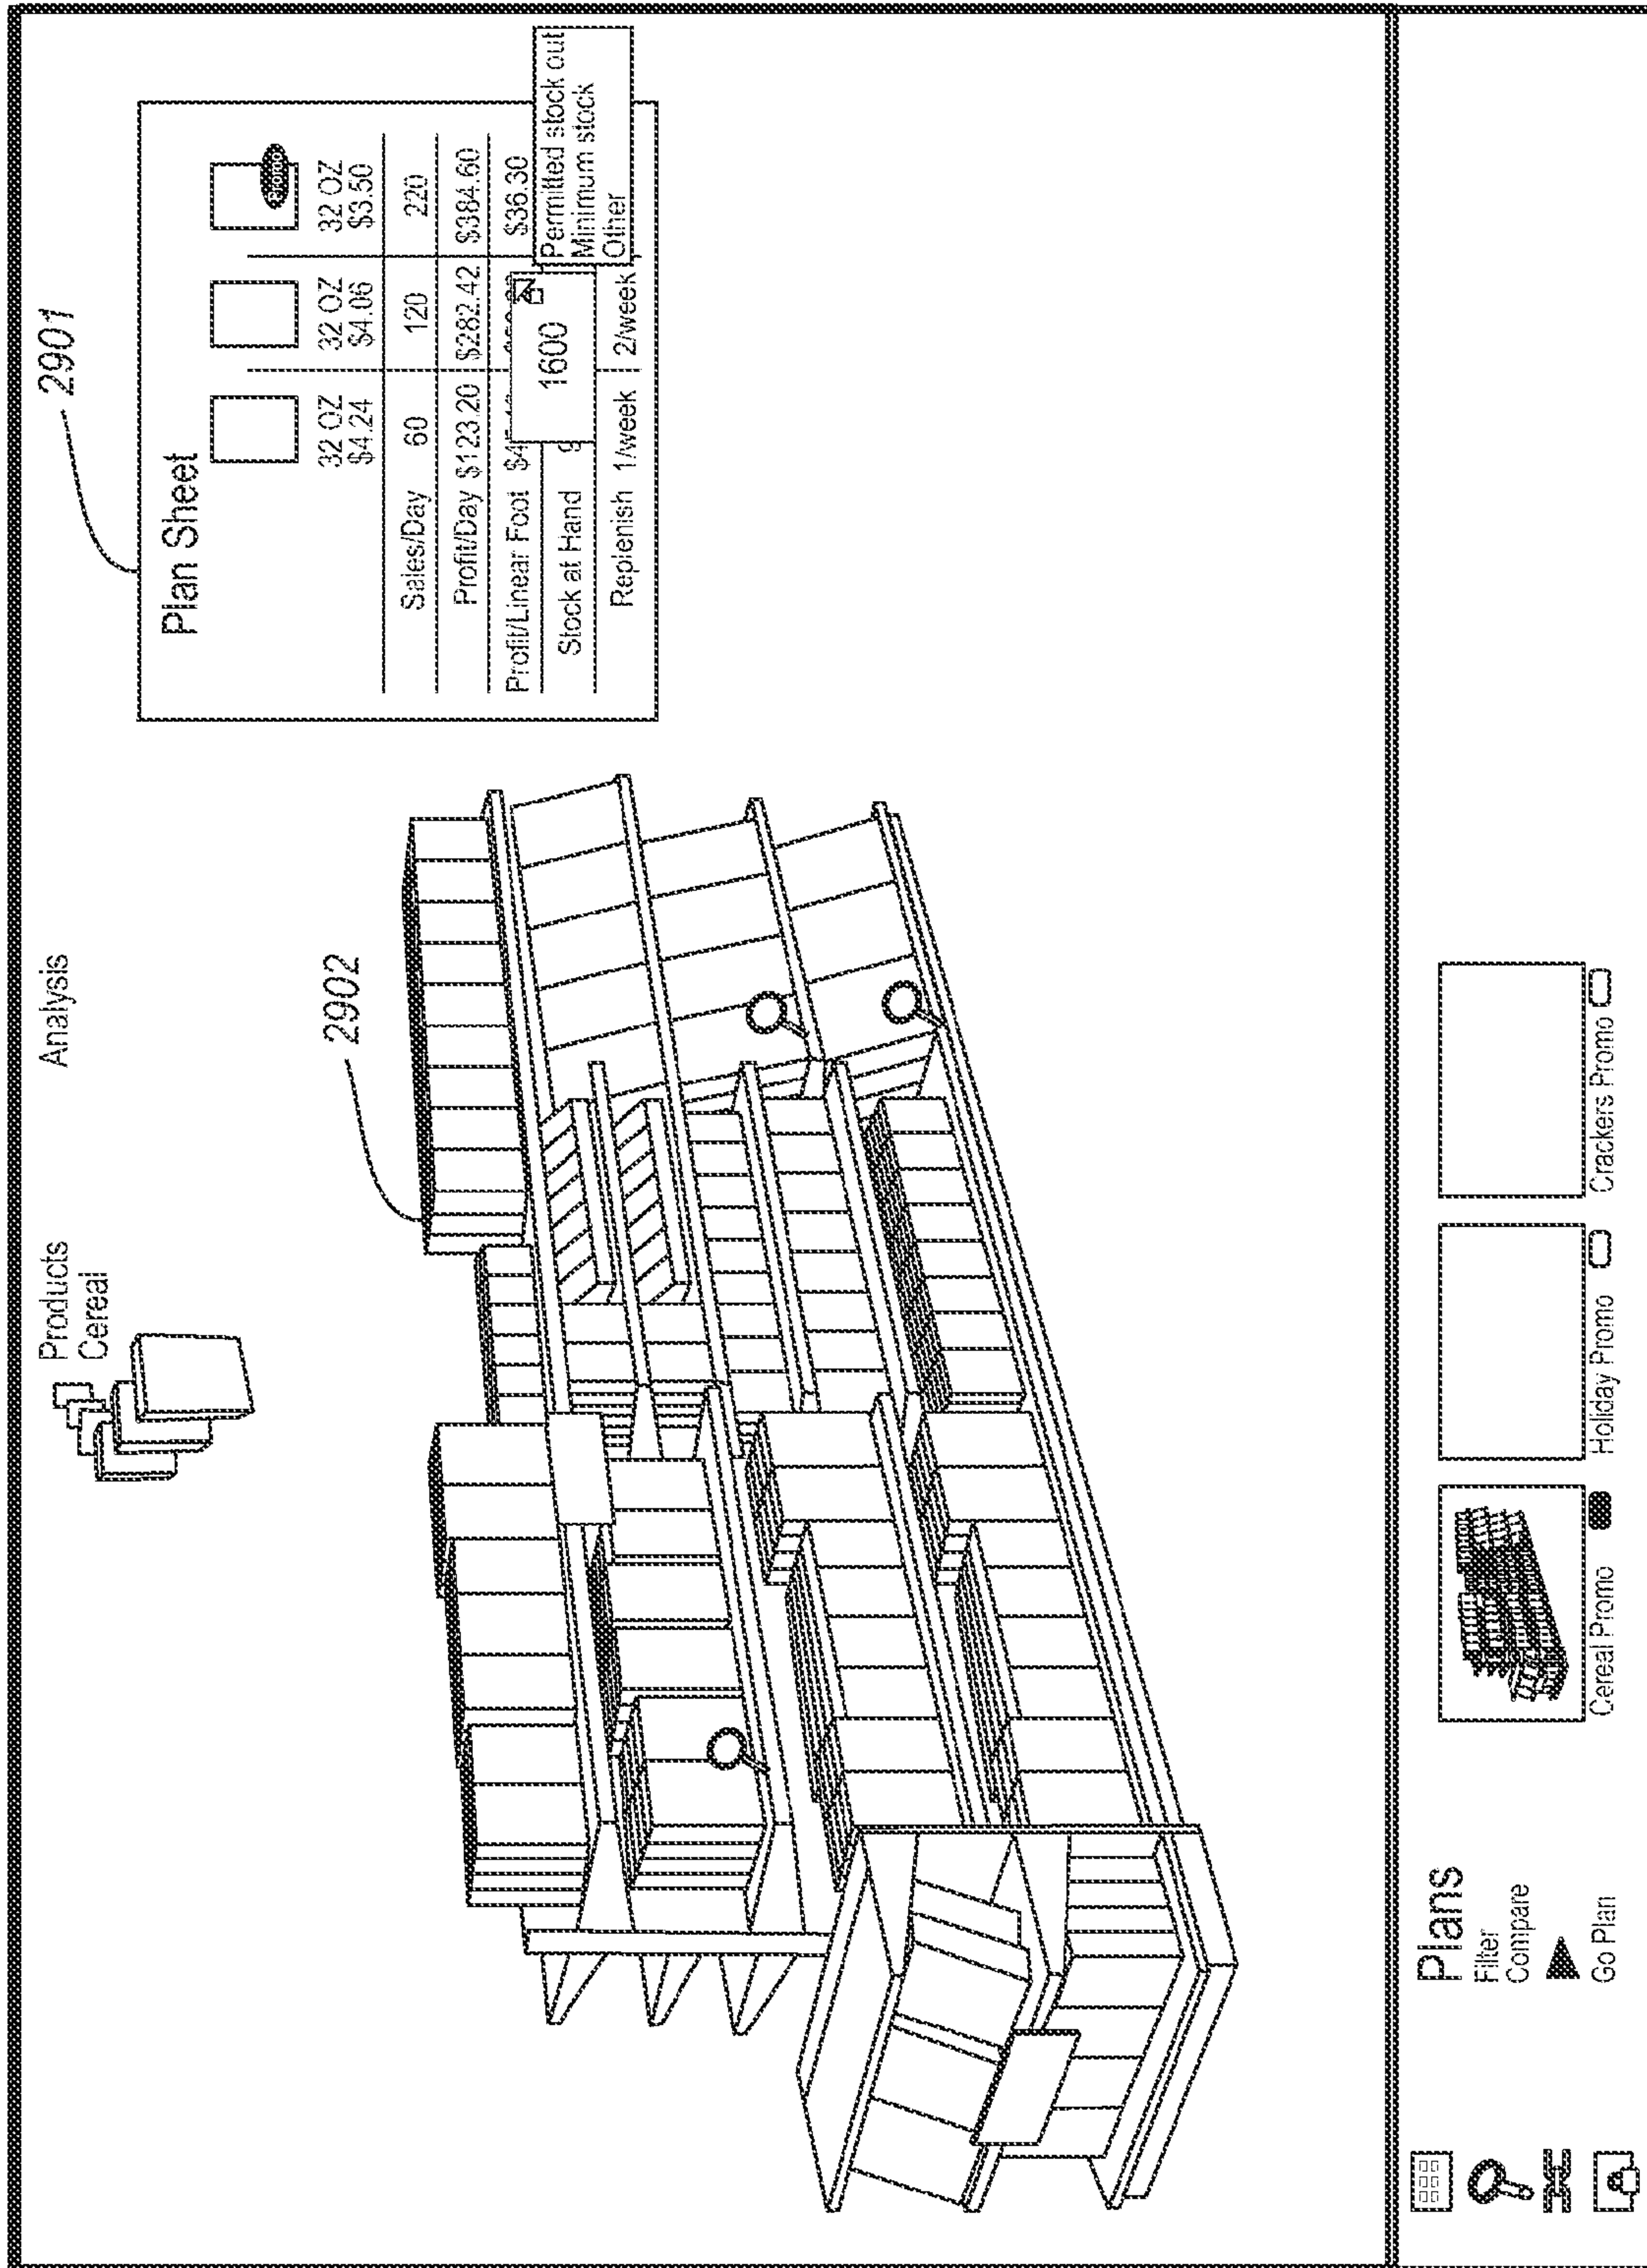 Products
Cereal
Analysis
2901
2902
Plan Sheet
32 OZ 32 OZ 32 OZ
$4.24 $4.06 $3.50
Sales/Day 60 120 220
Profit/Day $123.20 $282.42 $384.60
Profit/Linear Foot $36.30
Stock at Hand
1600
Permitted stock out
Minimum stock
Other
Replenish 1/week 2/week
Plans
Filter
Compare
Go Plan
Cereal Promo
Holiday Promo
Crackers Promo